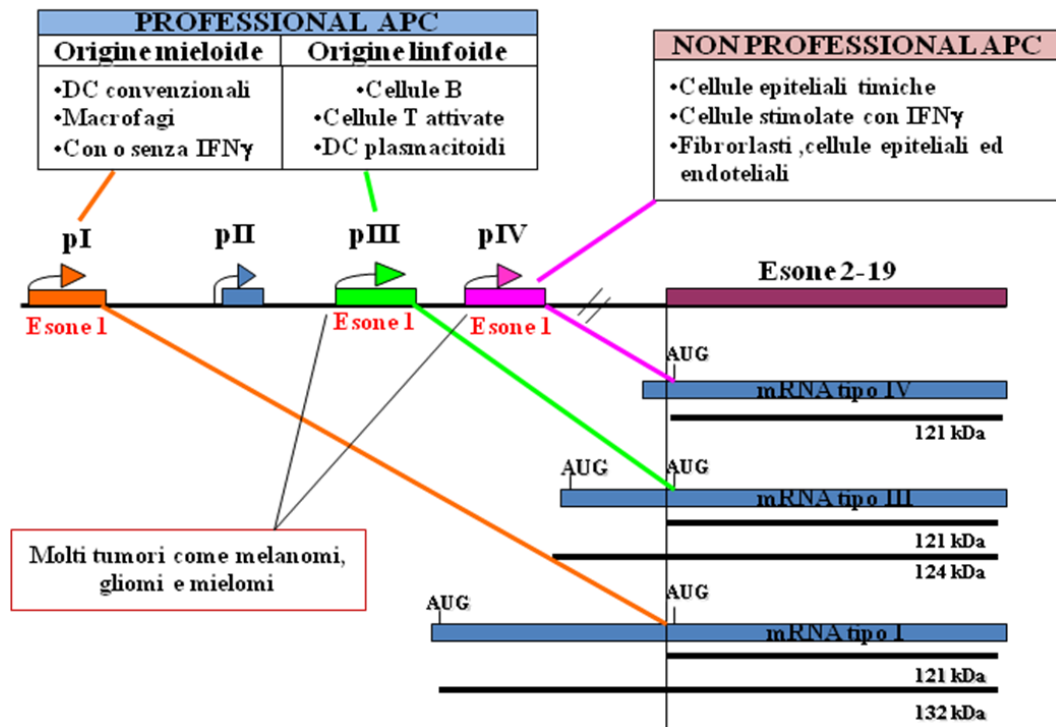 PROFESSIONAL APC
Origine mieloide
•DC convenzionali
•Macrofagi
•Con o senza IFNγ
Origine linfoide
•Cellule B
•Cellule T attivate
•DC plasmacitoidi
NON PROFESSIONAL APC
•Cellule epiteliali timiche
•Cellule stimolate con IFNγ
•Fibrorlasti ,cellule epiteliali ed
endoteliali
pI
pII
pIII
pIV
Esone 2-19
Esone 1
Esone 1
Esone 1
AUG
mRNA tipo IV
121 kDa
AUG
AUG
mRNA tipo III
121 kDa
124 kDa
Molti tumori come melanomi,
gliomi e mielomi
AUG
AUG
mRNA tipo I
121 kDa
132 kDa